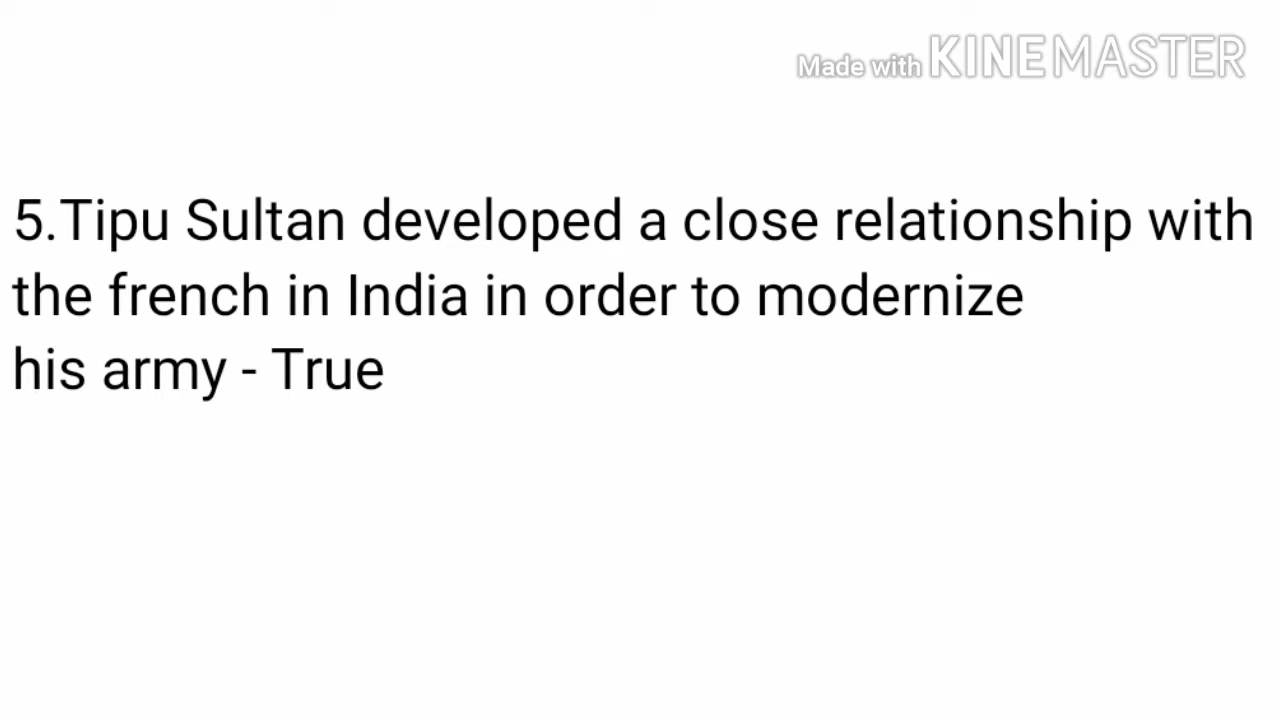 Made with KINEMASTER
5.Tipu Sultan developed a close relationship with
the french in India in order to modernize
his army - True